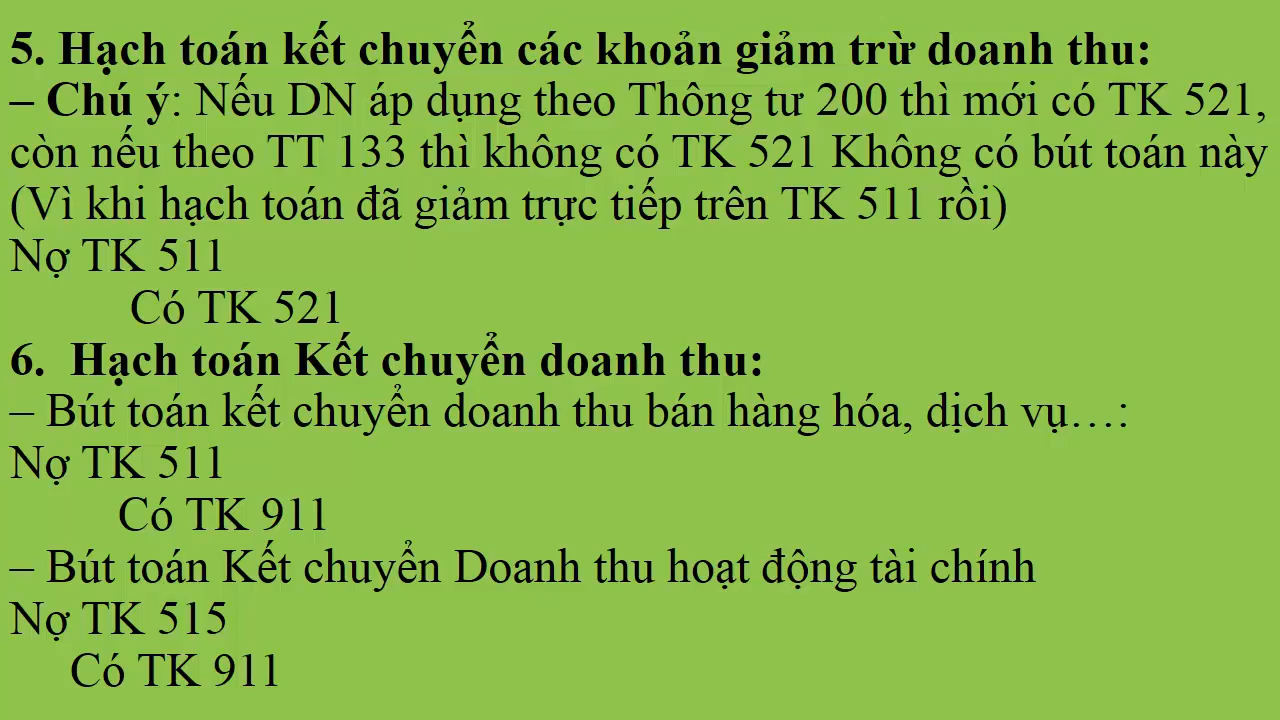 5. Hạch toán kết chuyển các khoản giảm trừ doanh thu:
– Chú ý: Nếu DN áp dụng theo Thông tư 200 thì mới có TK 521,
còn nếu theo TT 133 thì không có TK 521 Không có bút toán này
(Vì khi hạch toán đã giảm trực tiếp trên TK 511 rồi)
Nợ TK 511
Có TK 521
6. Hạch toán Kết chuyển doanh thu:
– Bút toán kết chuyển doanh thu bán hàng hóa, dịch vụ…:
Nợ TK 511
Có TK 911
– Bút toán Kết chuyển Doanh thu hoạt động tài chính
Nợ TK 515
Có TK 911